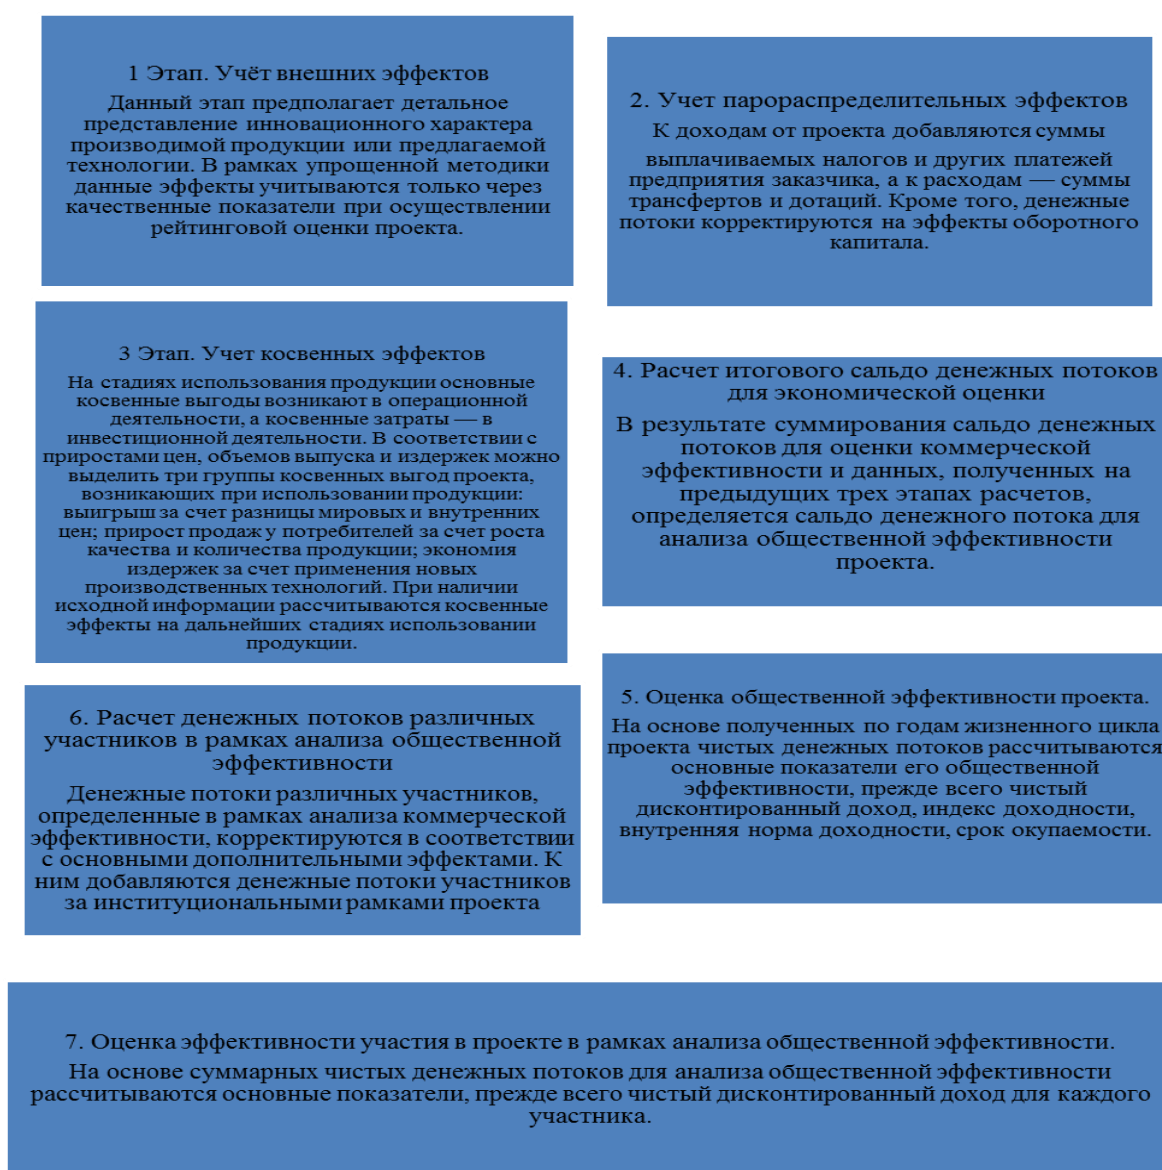 1 Этап. Учёт внешних эффектов
Данный этап предполагает детальное
представление инновационного характера
производимой продукции или предлагаемой
технологии. В рамках упрощенной методики
данные эффекты учитываются только через
качественные показатели при осуществлении
рейтинговой оценки проекта.
2. Учет парораспределительных эффектов
К доходам от проекта добавляются суммы
выплачиваемых налогов и других платежей
предприятия заказчика, а к расходам — суммы
трансфертов и дотаций. Кроме того, денежные
потоки корректируются на эффекты оборотного
капитала.
3 Этап. Учет косвенных эффектов
На стадиях использования продукции основные
косвенные выгоды возникают в операционной
деятельности, а косвенные затраты — в
инвестиционной деятельности. В соответствии с
приростами цен, объемов выпуска и издержек можно
выделить три группы косвенных выгод проекта,
возникающих при использовании продукции:
выигрыш за счет разницы мировых и внутренних
цен; прирост продаж у потребителей за счет роста
качества и количества продукции; экономия
издержек за счет применения новых
производственных технологий. При наличии
исходной информации рассчитываются косвенные
эффекты на дальнейших стадиях использовании
продукции.
4. Расчет итогового сальдо денежных потоков
для экономической оценки
В результате суммирования сальдо денежных
потоков для оценки коммерческой
эффективности и данных, полученных на
предыдущих трех этапах расчетов,
определяется сальдо денежного потока для
анализа общественной эффективности
проекта.
5. Оценка общественной эффективности проекта.
На основе полученных по годам жизненного цикла
проекта чистых денежных потоков рассчитываются
основные показатели его общественной
эффективности, прежде всего чистый
дисконтированный доход, индекс доходности,
внутренняя норма доходности, срок окупаемости.
6. Расчет денежных потоков различных
участников в рамках анализа общественной
эффективности
Денежные потоки различных участников,
определенные в рамках анализа коммерческой
эффективности, корректируются в соответствии
с основными дополнительными эффектами. К
ним добавляются денежные потоки участников
за институциональными рамками проекта
7. Оценка эффективности участия в проекте в рамках анализа общественной эффективности.
На основе суммарных чистых денежных потоков для анализа общественной эффективности
рассчитываются основные показатели, прежде всего чистый дисконтированный доход для каждого
участника.